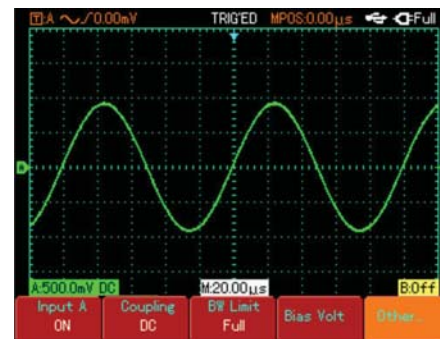 T:A 0.00mV TRIG'ED MPOS:0.00μs Full
D
A:500.0mV DC M:20.00μs B:Off
Input A Coupling BW Limit Bias Volt Other...
ON DC Full